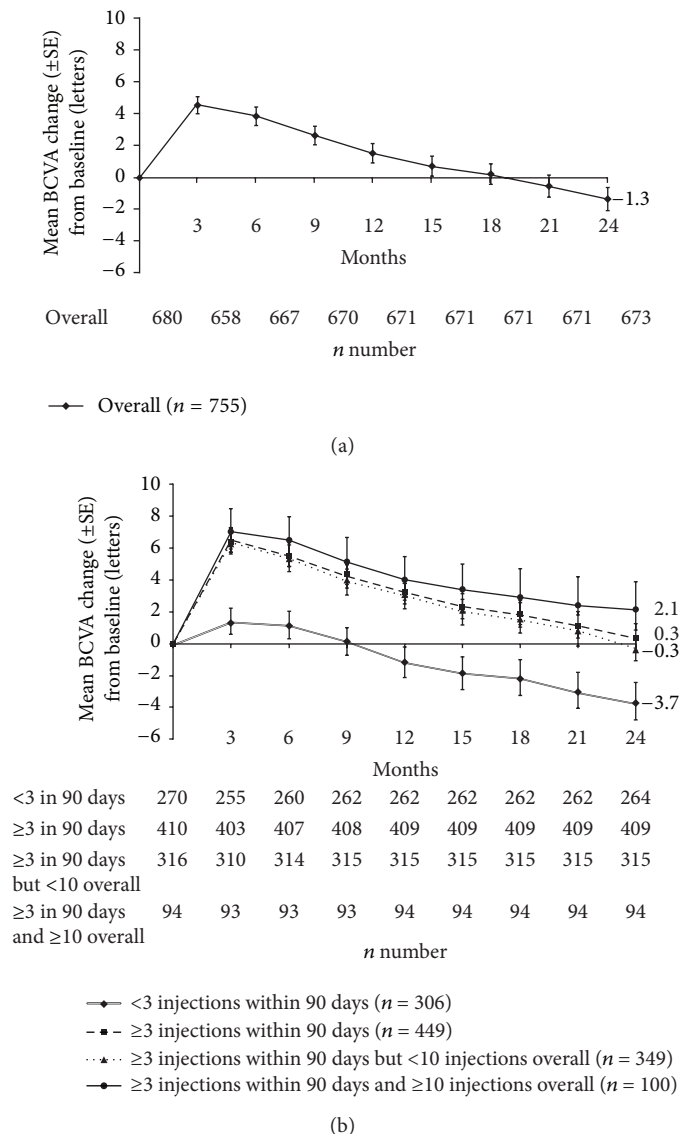 10
8
6
4
2
0
−2
−4
−6
Mean BCVA change (±SE)
from baseline (letters)
3 6 9 12 15 18 21 24
−1.3
Months
Overall 680 658 667 670 671 671 671 671 673
n number
Overall (n = 755)
(a)
10
8
6
4
2
0
−2
−4
−6
Mean BCVA change (±SE)
from baseline (letters)
2.1
0.3
−0.3
−3.7
3 6 9 12 15 18 21 24
Months
<3 in 90 days 270 255 260 262 262 262 262 262 264
≥3 in 90 days 410 403 407 408 409 409 409 409 409
≥3 in 90 days 316 310 314 315 315 315 315 315 315
but <10 overall
≥3 in 90 days 94 93 93 93 94 94 94 94 94
and ≥10 overall
n number
<3 injections within 90 days (n = 306)
≥3 injections within 90 days (n = 449)
≥3 injections within 90 days but <10 injections overall (n = 349)
≥3 injections within 90 days and ≥10 injections overall (n = 100)
(b)